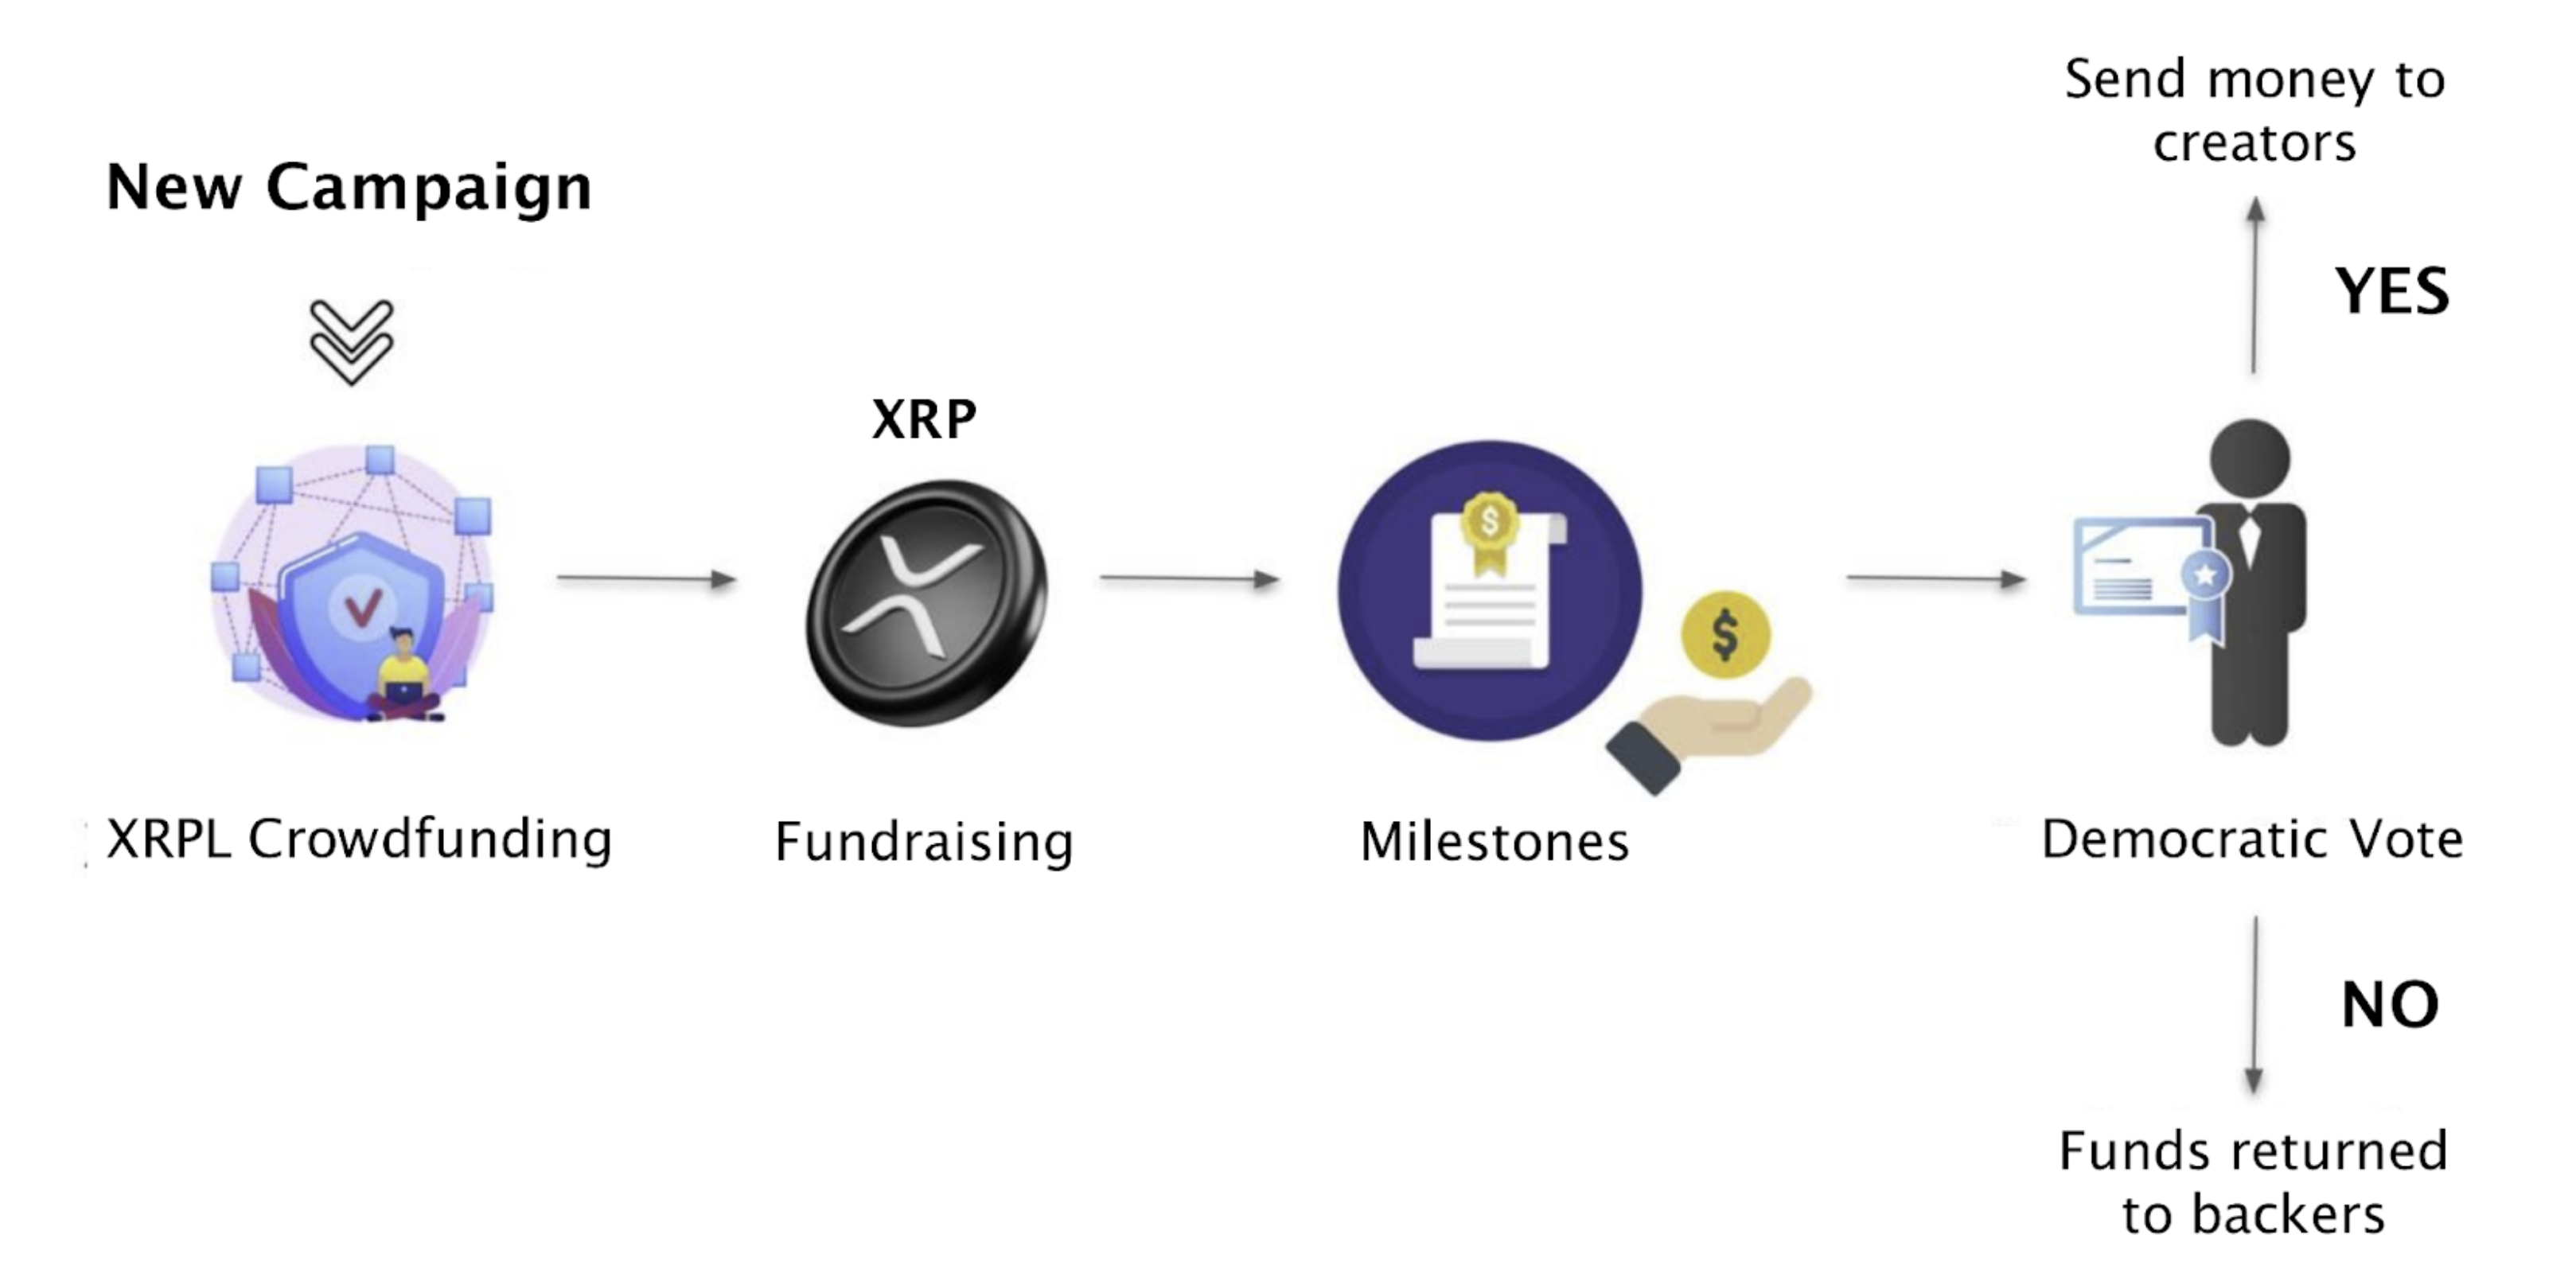 New Campaign
XRPL Crowdfunding
XRP
Fundraising
$
$
Milestones
Send money to
creators
YES
Democratic Vote
NO
Funds returned
to backers